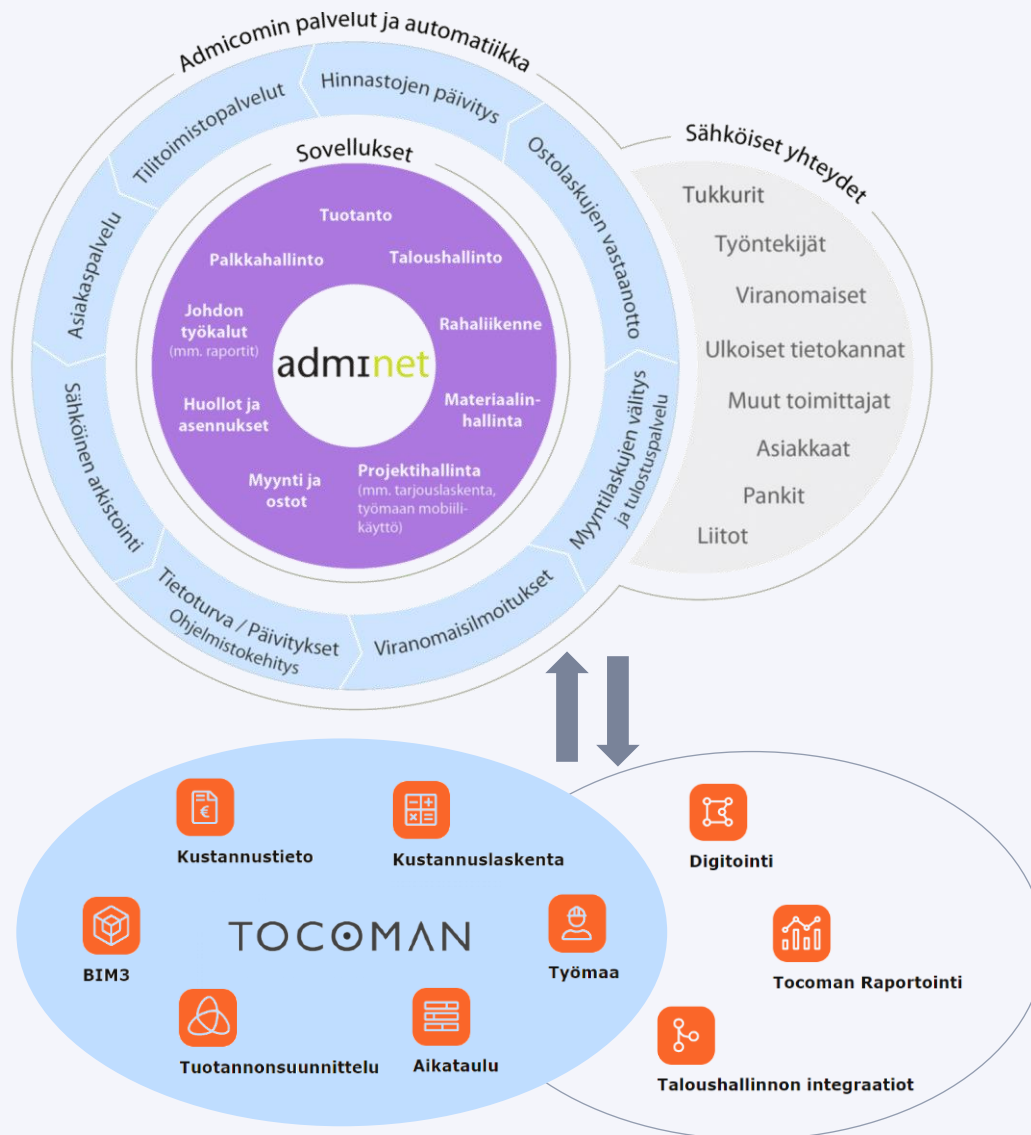 Admicomin palvelut ja automatiikka
Hinnastojen päivitys
Tilitoimistopalvelut
Ostolaskujen vastaanotto
Asiakaspalvelu
Myyntilaskujen välitys
ja tulostuspalvelu
Sähköinen arkistointi
Tietoturva / Päivitykset
Ohjelmistokehitys
Viranomaisilmoitukset
Sovellukset
Tuotanto
Palkkahallinto
Taloushallinto
Johdon
työkalut
(mm. raportit)
Rahaliikenne
admınet
Huollot ja
asennukset
Materiaalin-
hallinta
Myynti ja
ostot
Projektihallinta
(mm. tarjouslaskenta,
työmaan mobiili-
käyttö)
Sähköiset yhteydet
Tukkurit
Työntekijät
Viranomaiset
Ulkoiset tietokannat
Muut toimittajat
Asiakkaat
Pankit
Liitot
Kustannustieto
Kustannuslaskenta
Digitointi
BIM3
TOCOMAN
Työmaa
Tocoman Raportointi
Tuotannonsuunnittelu
Aikataulu
Taloushallinnon integraatiot